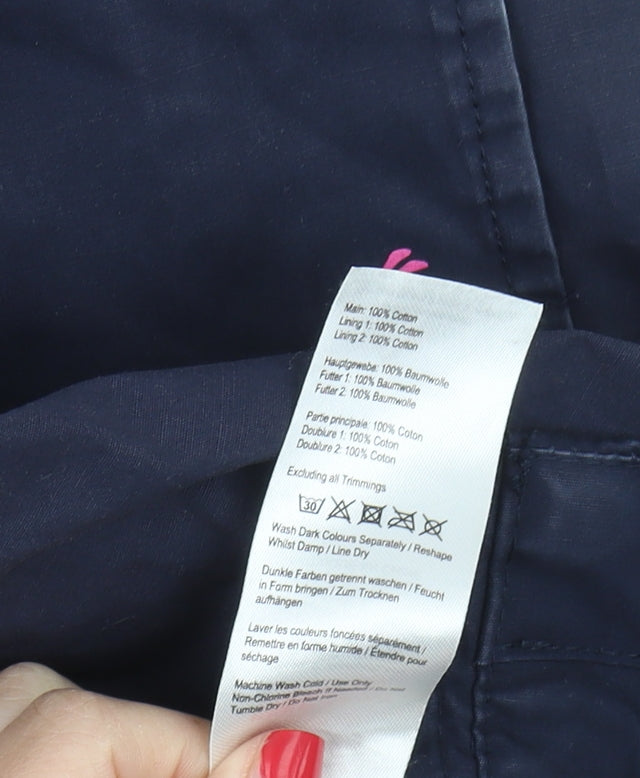 Main: 100% Cotton
Lining 1: 100% Cotton
Lining 2: 100% Cotton
Hauptgewebe: 100% Baumwolle
Futter 1: 100% Baumwolle
Futter 2: 100% Baumwolle
Partie principale: 100% Coton
Doublure 1: 100% Coton
Doublure 2: 100% Coton
Excluding all Trimmings
30
Wash Dark Colours Separately / Reshape
Whilst Damp / Line Dry
Dunkle Farben getrennt waschen / Feucht
in Form bringen / Zum Trocknen
aufhängen
Laver les couleurs foncées séparément /
Remettre en forme humide / Étendre pour
séchage
Machine Wash Cold / Use Only
Non-Chlorine Bleach If Needed / Do Not
Tumble Dry / Do Not Iron